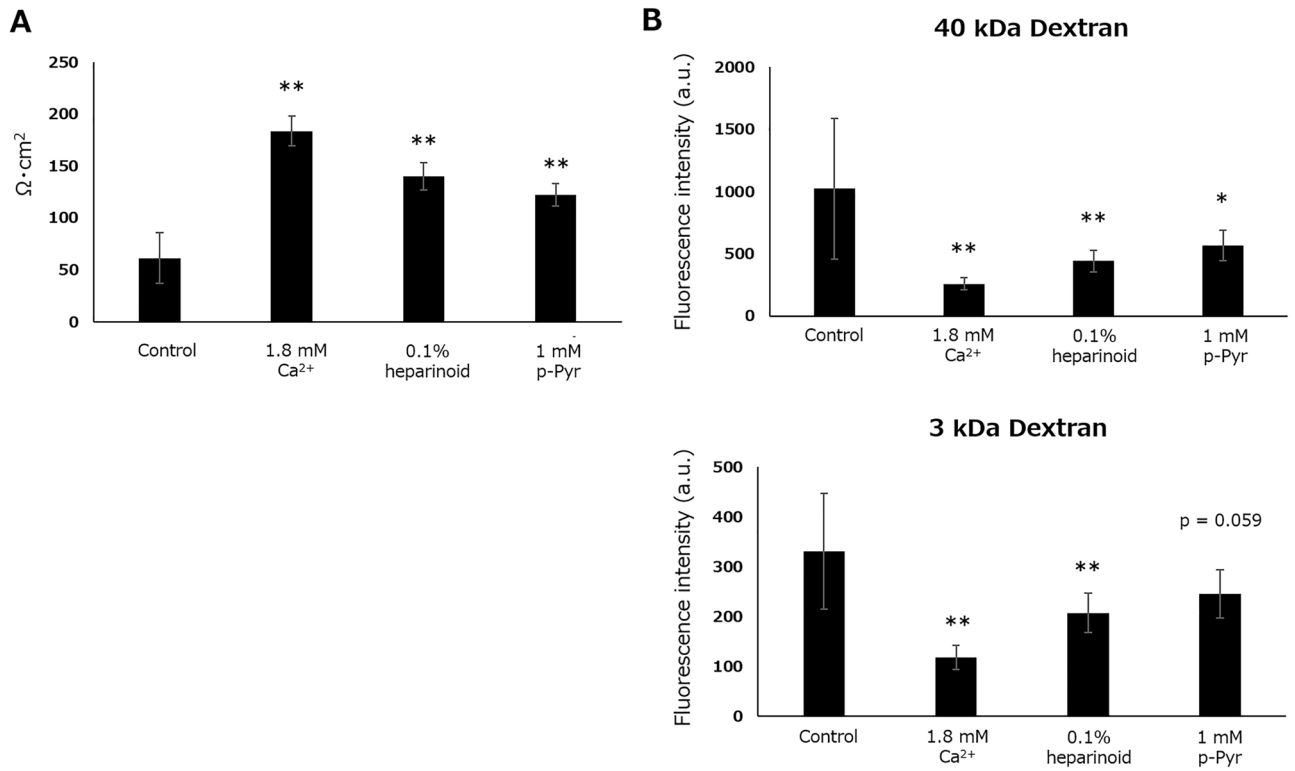 A
Ω・cm²
250
200
150
100
50
0
**
**
**
Control
1.8 mM
Ca²⁺
0.1%
heparinoid
1 mM
p-Pyr
B
40 kDa Dextran
Fluorescence intensity (a.u.)
2000
1500
1000
500
0
**
**
*
Control
1.8 mM
Ca²⁺
0.1%
heparinoid
1 mM
p-Pyr
3 kDa Dextran
Fluorescence intensity (a.u.)
500
400
300
200
100
0
**
**
p = 0.059
Control
1.8 mM
Ca²⁺
0.1%
heparinoid
1 mM
p-Pyr